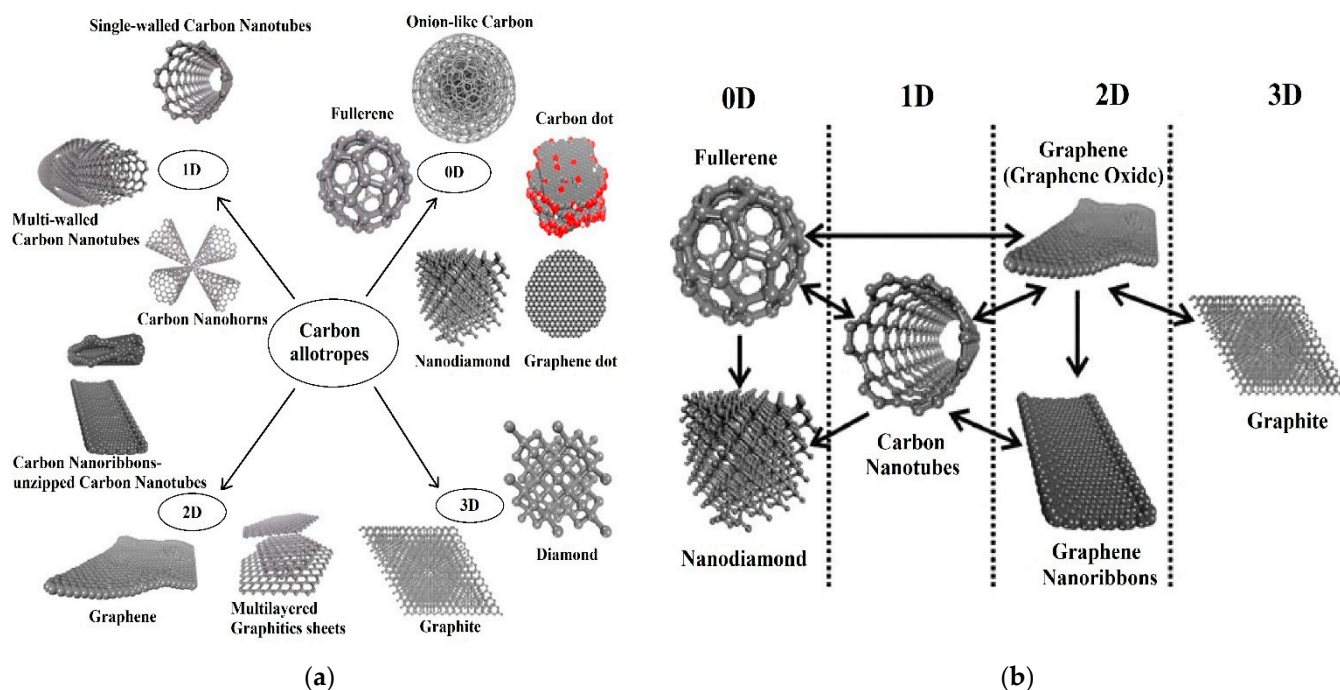 Single-walled Carbon Nanotubes
Onion-like Carbon
Fullerene
Carbon dot
1D
0D
Multi-walled
Carbon Nanotubes
Carbon Nanohorns
Carbon
allotropes
Nanodiamond
Graphene dot
Carbon Nanoribbons-
unzipped Carbon Nanotubes
2D
3D
Diamond
Graphene
Multilayered
Graphitics sheets
Graphite
(a)
0D
1D
2D
3D
Fullerene
Graphene
(Graphene Oxide)
Carbon
Nanotubes
Graphite
Nanodiamond
Graphene
Nanoribbons
(b)